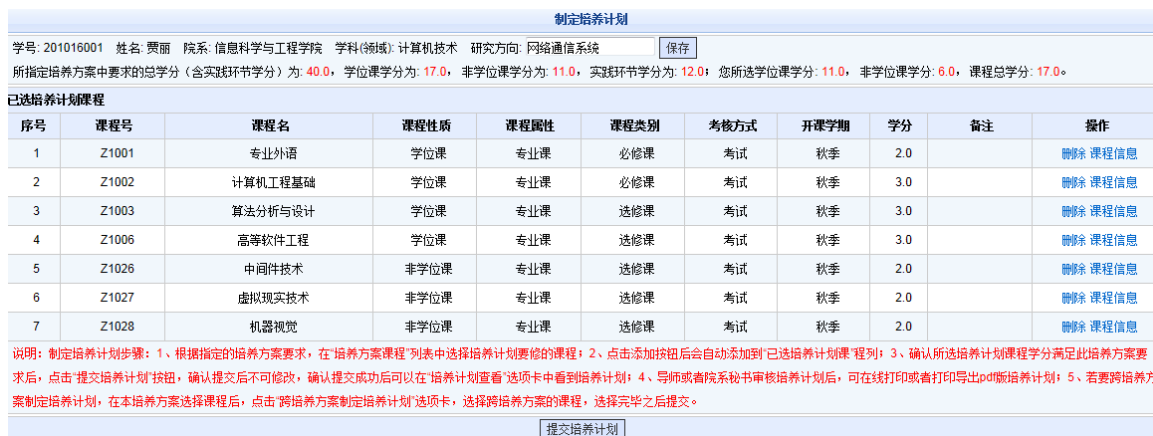 制定培养计划
学号: 201016001 姓名: 贾丽 院系: 信息科学与工程学院 学科(领域): 计算机技术 研究方向: 网络通信系统 保存
所指定培养方案中要求的总学分（含实践环节学分）为: 40.0，学位课学分为: 17.0，非学位课学分为: 11.0，实践环节学分为: 12.0；您所选学位课学分: 11.0，非学位课学分: 6.0，课程总学分: 17.0。
已选培养计划课程
序号 课程号 课程名 课程性质 课程属性 课程类别 考核方式 开课学期 学分 备注 操作
1 Z1001 专业外语 学位课 专业课 必修课 考试 秋季 2.0 删除 课程信息
2 Z1002 计算机工程基础 学位课 专业课 必修课 考试 秋季 3.0 删除 课程信息
3 Z1003 算法分析与设计 学位课 专业课 选修课 考试 秋季 3.0 删除 课程信息
4 Z1006 高等软件工程 学位课 专业课 选修课 考试 秋季 3.0 删除 课程信息
5 Z1026 中间件技术 非学位课 专业课 选修课 考试 秋季 2.0 删除 课程信息
6 Z1027 虚拟现实技术 非学位课 专业课 选修课 考试 秋季 2.0 删除 课程信息
7 Z1028 机器视觉 非学位课 专业课 选修课 考试 秋季 2.0 删除 课程信息
说明：制定培养计划步骤：1、根据指定的培养方案要求，在“培养方案课程”列表中选择培养计划要修的课程；2、点击添加按钮后会自动添加到“已选培养计划课”程列；3、确认所选培养计划课程学分满足此培养方案要
求后，点击“提交培养计划”按钮，确认提交后不可修改，确认提交成功后可以在“培养计划查看”选项卡中看到培养计划；4、导师或者院系秘书审核培养计划后，可在线打印或者打印导出pdf版培养计划；5、若要跨培养方
案制定培养计划，在本培养方案选择课程后，点击“跨培养方案制定培养计划”选项卡，选择跨培养方案的课程，选择完毕之后提交。
提交培养计划